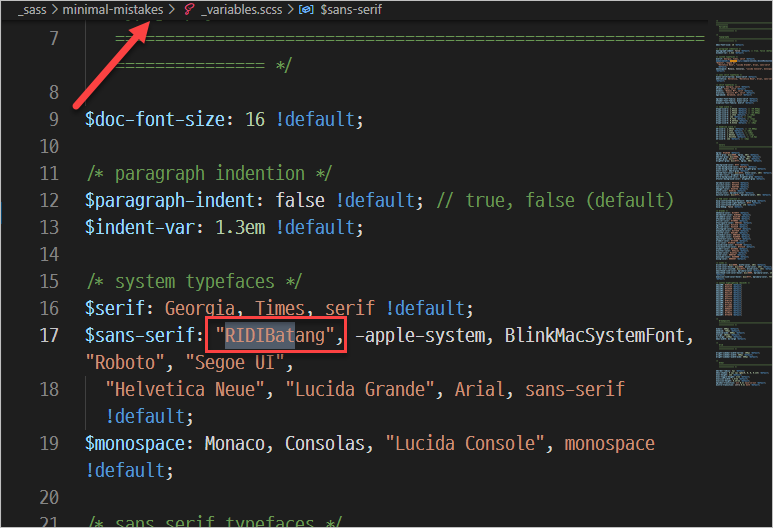 _sass > minimal-mistakes > _variables.scss > $sans-serif
7 ===========================================================
=============== */
8
9 $doc-font-size: 16 !default;
10
11 /* paragraph indention */
12 $paragraph-indent: false !default; // true, false (default)
13 $indent-var: 1.3em !default;
14
15 /* system typefaces */
16 $serif: Georgia, Times, serif !default;
17 $sans-serif: "RIDIBatang", -apple-system, BlinkMacSystemFont,
"Roboto", "Segoe UI",
18 "Helvetica Neue", "Lucida Grande", Arial, sans-serif
!default;
19 $monospace: Monaco, Consolas, "Lucida Console", monospace
!default;
20
21 /* sans serif typefaces */